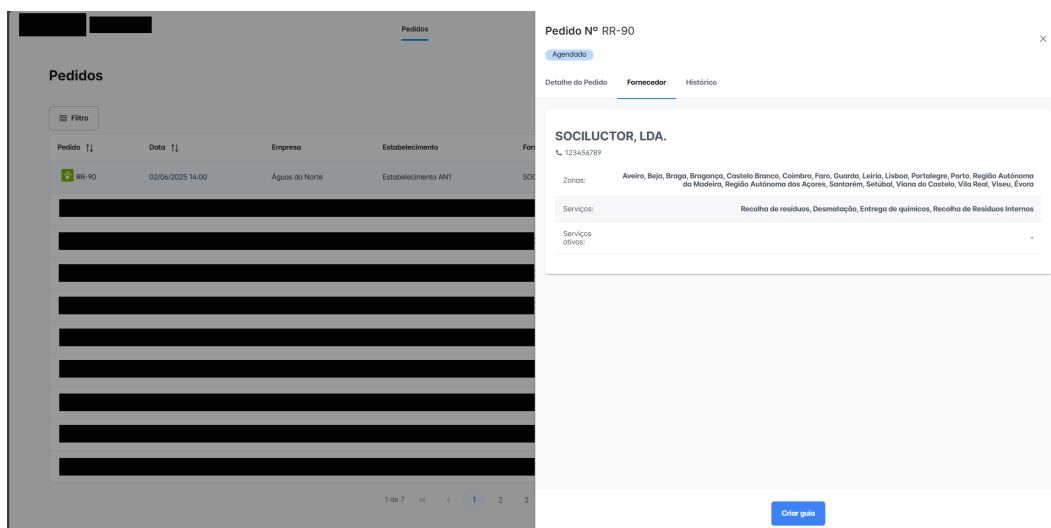 Pedidos
Pedidos
Filtro
Pedido Data Empresa Estabelecimento For
RR-90 02/06/2025 14:00 Águas do Norte Estabelecimento AN1 SOC
1 de 7 << < 1 2 3
Pedido Nº RR-90
Agendado
Detalhe do Pedido Fornecedor Histórico
SOCILUCTOR, LDA.
123456789
Zonas: Aveiro, Beja, Braga, Bragança, Castelo Branco, Coimbra, Faro, Guarda, Leiria, Lisboa, Portalegre, Porto, Região Autónoma
da Madeira, Região Autónoma dos Açores, Santarém, Setúbal, Viana do Castelo, Vila Real, Viseu, Évora
Serviços: Recolha de resíduos, Desmatação, Entrega de químicos, Recolha de Resíduos Internos
Serviços
ativos: -
Criar guia